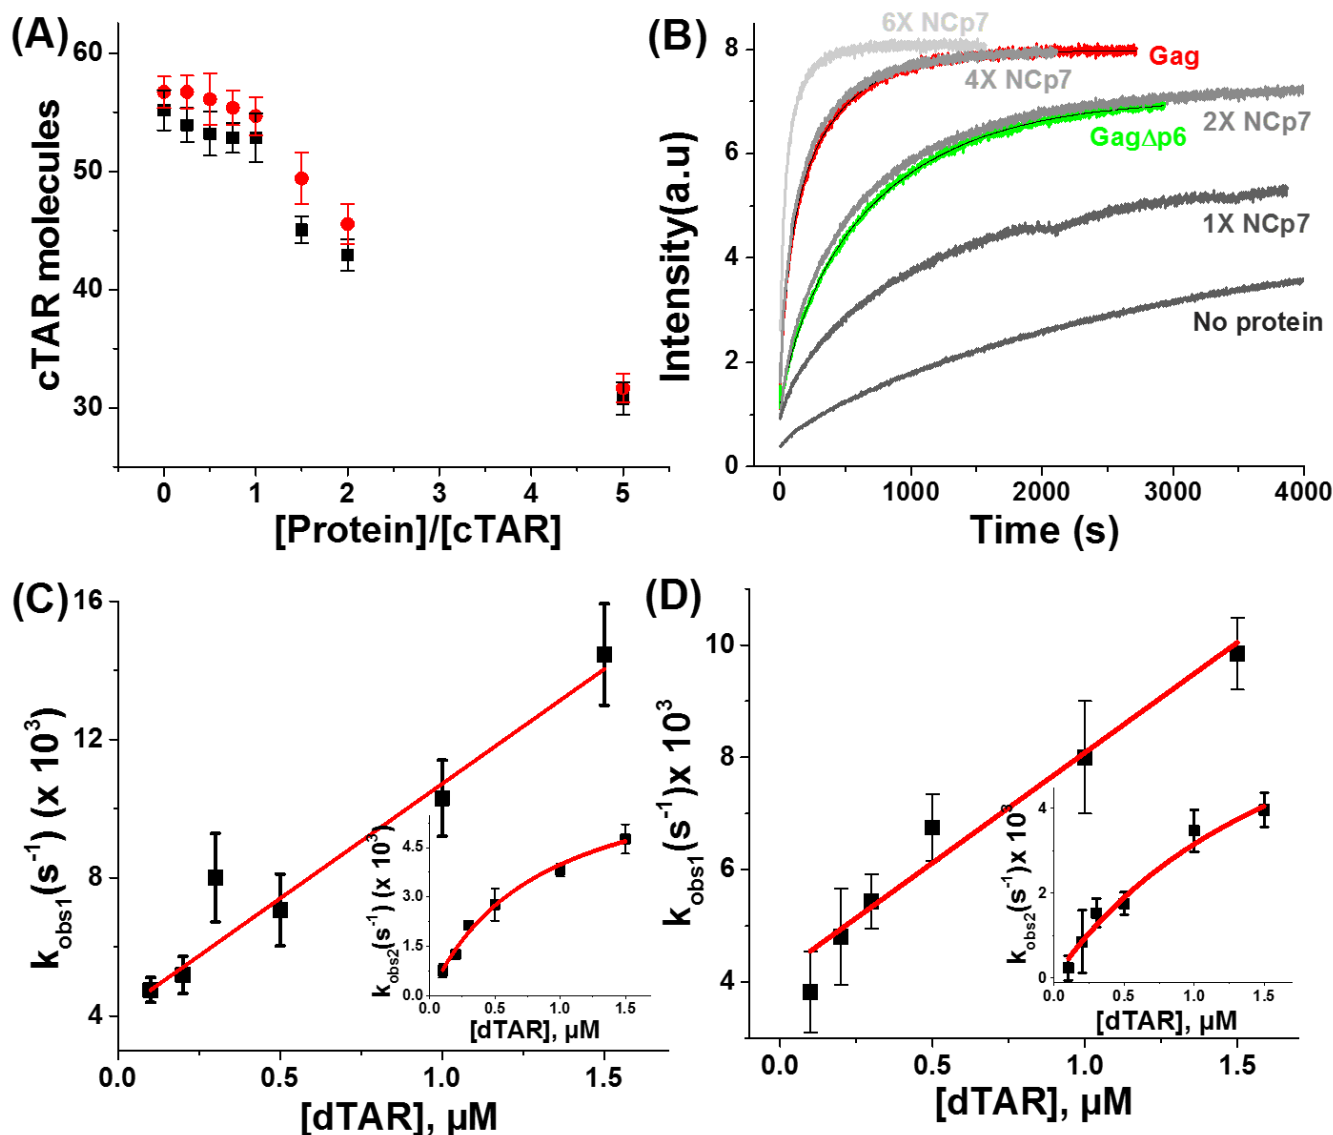 (A)
60
50
40
30
cTAR molecules
0
1
2
3
4
5
[Protein]/[cTAR]
(B)
8
6
4
2
0
Intensity(a.u)
6X NCp7
Gag
4X NCp7
2X NCp7
GagΔp6
1X NCp7
No protein
0
1000
2000
3000
4000
Time (s)
(C)
16
12
8
4
k_obs1(s⁻¹) (x 10³)
0.0
0.5
1.0
1.5
[dTAR], µM
4.5
3.0
1.5
0.0
k_obs2(s⁻¹) (x 10³)
0.0
0.5
1.0
1.5
[dTAR], µM
(D)
10
8
6
4
k_obs1(s⁻¹)x 10³
0.0
0.5
1.0
1.5
[dTAR], µM
4
2
0
k_obs2(s⁻¹)x 10³
0.0
0.5
1.0
1.5
[dTAR], µM